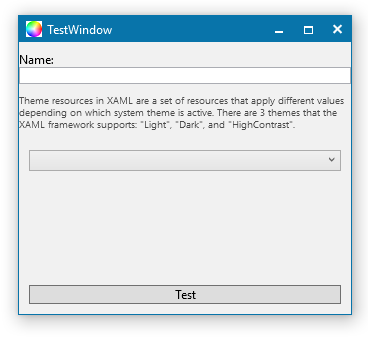 TestWindow
Name:
Theme resources in XAML are a set of resources that apply different values
depending on which system theme is active. There are 3 themes that the
XAML framework supports: "Light", "Dark", and "HighContrast".
Test